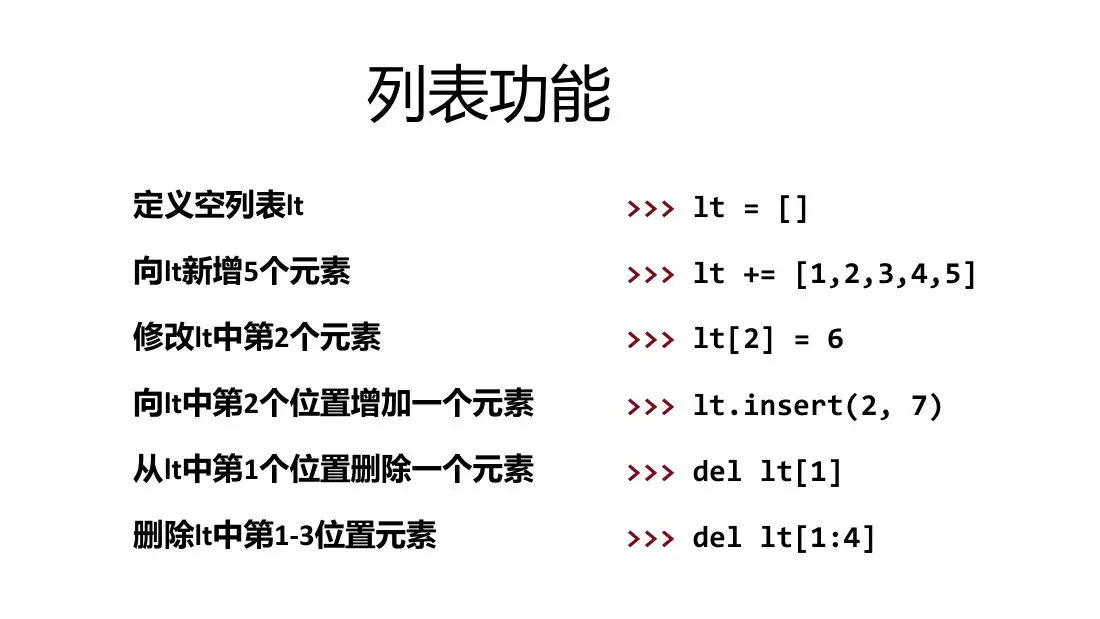 列表功能
定义空列表lt >>> lt = []
向lt新增5个元素 >>> lt += [1,2,3,4,5]
修改lt中第2个元素 >>> lt[2] = 6
向lt中第2个位置增加一个元素 >>> lt.insert(2, 7)
从lt中第1个位置删除一个元素 >>> del lt[1]
删除lt中第1-3位置元素 >>> del lt[1:4]